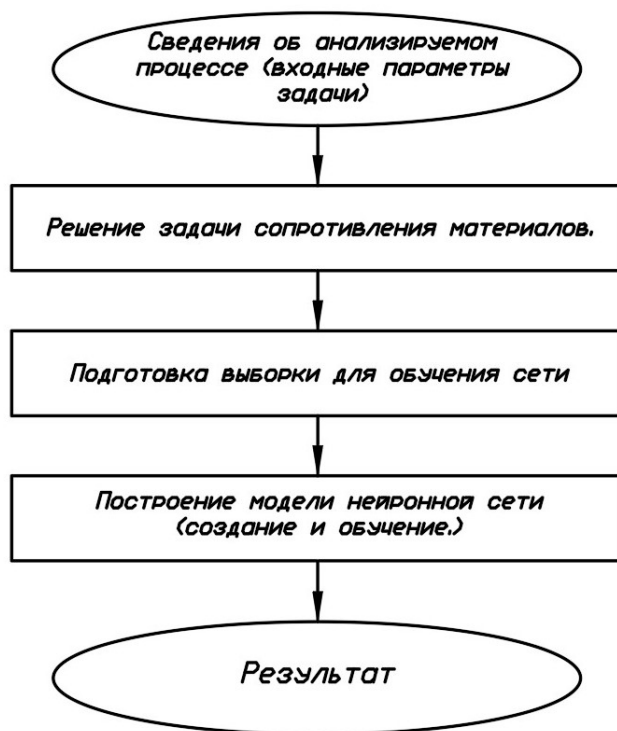 Сведения об анализируемом
процессе (входные параметры
задачи)
Решение задачи сопротивления материалов.
Подготовка выборки для обучения сети
Построение модели нейронной сети
(создание и обучение.)
Результат